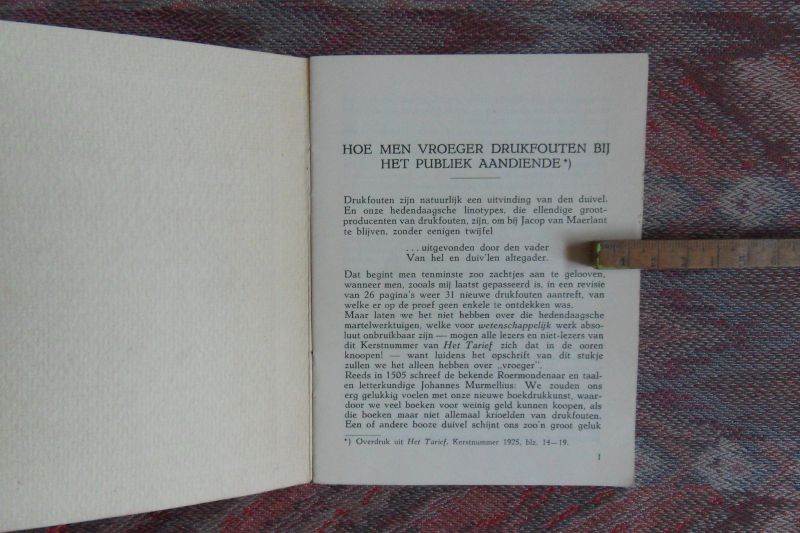 HOE MEN VROEGER DRUKFOUTEN BIJ
HET PUBLIEK AANDIENDE*)
Drukfouten zijn natuurlijk een uitvinding van den duivel.
En onze hedendaagsche linotypes, die ellendige groot-
producenten van drukfouten, zijn, om bij Jacop van Maerlant
te blijven, zonder eenigen twijfel
... uitgevonden door den vader
Van hel en duiv'len altegader.
Dat begint men tenminste zoo zachtjes aan te gelooven,
wanneer men, zooals mij laatst gepasseerd is, in een revisie
van 26 pagina's weer 31 nieuwe drukfouten aantreft, van
welke er op de proef geen enkele te ontdekken was.
Maar laten we het niet hebben over die hedendaagsche
martelwerktuigen, welke voor wetenschappelijk werk abso-
luut onbruikbaar zijn — mogen alle lezers en niet-lezers van
dit Kerstnummer van Het Tarief zich dat in de ooren
knoopen! — want luidens het opschrift van dit stukje
zullen we het alleen hebben over „vroeger".
Reeds in 1505 schreef de bekende Roermondenaar en taal-
en letterkundige Johannes Murmellius: We zouden ons
erg gelukkig voelen met onze nieuwe boekdrukkunst, waar-
door we veel boeken voor weinig geld kunnen koopen, als
die boeken maar niet allemaal krioelden van drukfouten.
Een of andere booze duivel schijnt ons zoo'n groot geluk
*) Overdruk uit Het Tarief, Kerstnummer 1925, blz. 14—19.
1